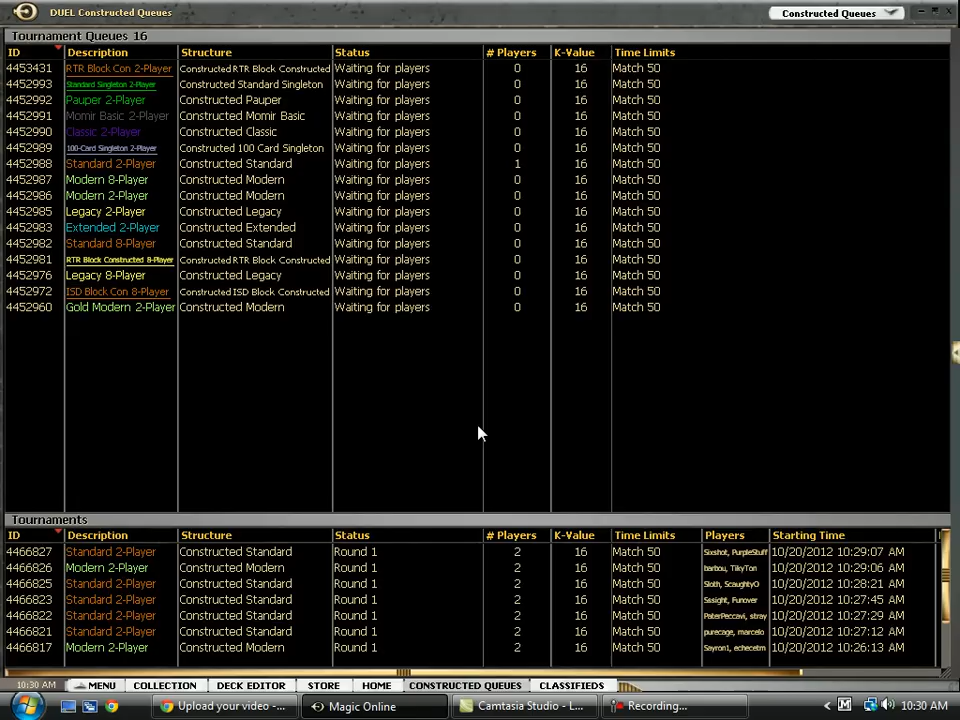 DUEL Constructed Queues Constructed Queues
Tournament Queues 16
ID Description Structure Status # Players K-Value Time Limits
4453431 RTR Block Con 2-Player Constructed RTR Block Constructed Waiting for players 0 16 Match 50
4452993 Standard Singleton 2-Player Constructed Standard Singleton Waiting for players 0 16 Match 50
4452992 Pauper 2-Player Constructed Pauper Waiting for players 0 16 Match 50
4452991 Momir Basic 2-Player Constructed Momir Basic Waiting for players 0 16 Match 50
4452990 Classic 2-Player Constructed Classic Waiting for players 0 16 Match 50
4452989 100-Card Singleton 2-Player Constructed 100 Card Singleton Waiting for players 0 16 Match 50
4452988 Standard 2-Player Constructed Standard Waiting for players 1 16 Match 50
4452987 Modern 8-Player Constructed Modern Waiting for players 0 16 Match 50
4452986 Modern 2-Player Constructed Modern Waiting for players 0 16 Match 50
4452985 Legacy 2-Player Constructed Legacy Waiting for players 0 16 Match 50
4452983 Extended 2-Player Constructed Extended Waiting for players 0 16 Match 50
4452982 Standard 8-Player Constructed Standard Waiting for players 0 16 Match 50
4452981 RTR Block Constructed 8-Player Constructed RTR Block Constructed Waiting for players 0 16 Match 50
4452976 Legacy 8-Player Constructed Legacy Waiting for players 0 16 Match 50
4452972 ISD Block Con 8-Player Constructed ISD Block Constructed Waiting for players 0 16 Match 50
4452960 Gold Modern 2-Player Constructed Modern Waiting for players 0 16 Match 50
Tournaments
ID Description Structure Status # Players K-Value Time Limits Players Starting Time
4466827 Standard 2-Player Constructed Standard Round 1 2 16 Match 50 Sixshot, PurpleStuff 10/20/2012 10:29:07 AM
4466826 Modern 2-Player Constructed Modern Round 1 2 16 Match 50 barbou, TikyTon 10/20/2012 10:29:06 AM
4466825 Standard 2-Player Constructed Standard Round 1 2 16 Match 50 Sloth, ScaughtyO 10/20/2012 10:28:21 AM
4466823 Standard 2-Player Constructed Standard Round 1 2 16 Match 50 Sssight, Funover 10/20/2012 10:27:45 AM
4466822 Standard 2-Player Constructed Standard Round 1 2 16 Match 50 PaterPeccavi, stray 10/20/2012 10:27:29 AM
4466821 Standard 2-Player Constructed Standard Round 1 2 16 Match 50 purecage, marcelo 10/20/2012 10:27:12 AM
4466817 Modern 2-Player Constructed Modern Round 1 2 16 Match 50 Sayron1, echecetm 10/20/2012 10:26:13 AM
10:30 AM MENU COLLECTION DECK EDITOR STORE HOME CONSTRUCTED QUEUES CLASSIFIEDS
Upload your video -... Magic Online Camtasia Studio - L... Recording... M 10:30 AM